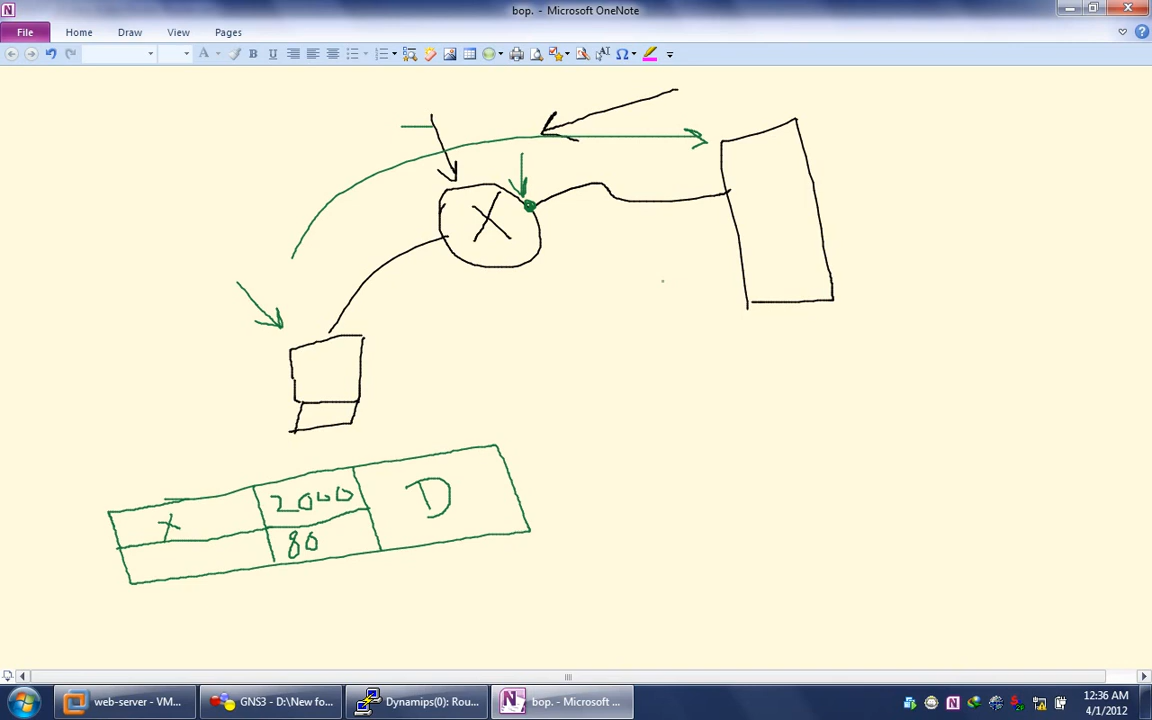 bop. - Microsoft OneNote
File Home Draw View Pages
X
X 2000 D
80
web-server - VM... GNS3 - D:\New fo... Dynamips(0): Rou... bop. - Microsoft ...
12:36 AM
4/1/2012